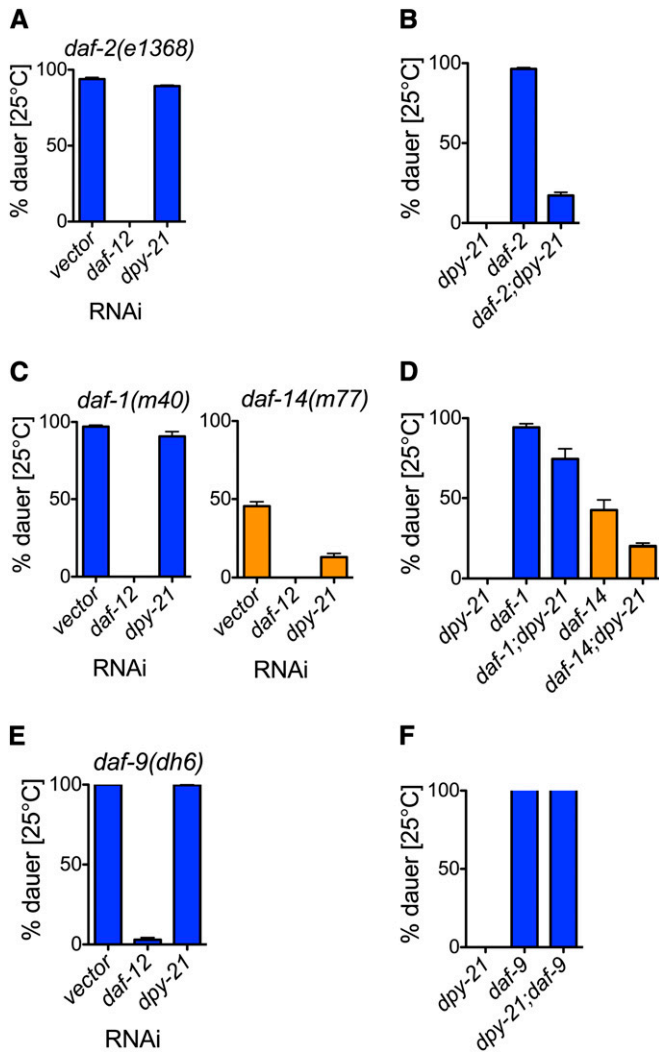 A
daf-2(e1368)
% dauer [25°C]
100
50
0
vector
daf-12
dpy-21
RNAi
B
% dauer [25°C]
100
50
0
dpy-21
daf-2
daf-2;dpy-21
C
daf-1(m40)
% dauer [25°C]
100
50
0
vector
daf-12
dpy-21
RNAi
daf-14(m77)
100
50
0
vector
daf-12
dpy-21
RNAi
D
% dauer [25°C]
100
50
0
dpy-21
daf-1
daf-1;dpy-21
daf-14
daf-14;dpy-21
E
daf-9(dh6)
% dauer [25°C]
100
50
0
vector
daf-12
dpy-21
RNAi
F
% dauer [25°C]
100
50
0
dpy-21
daf-9
dpy-21;daf-9